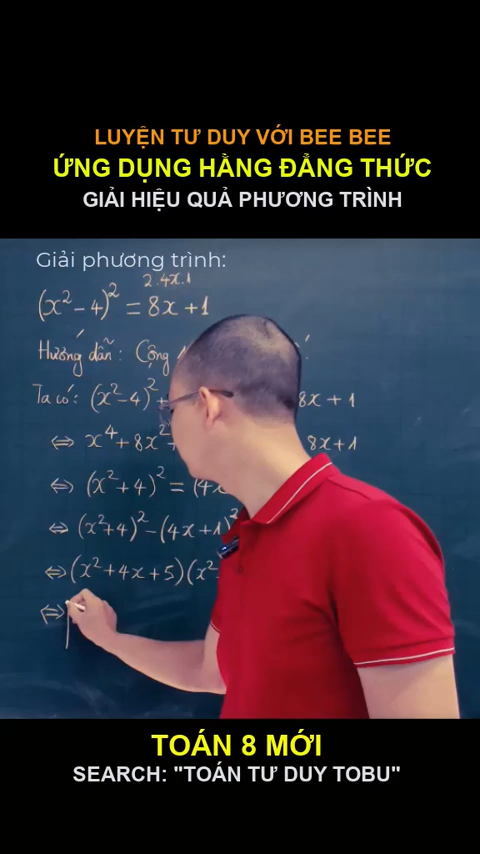 LUYỆN TƯ DUY VỚI BEE BEE
ỨNG DỤNG HẰNG ĐẲNG THỨC
GIẢI HIỆU QUẢ PHƯƠNG TRÌNH
Giải phương trình:
2.4x.1
(x² - 4)² = 8x + 1
Hướng dẫn: Cộng
Ta có: (x² - 4)² + 8x + 1
⇔ x⁴ + 8x² 8x + 1
⇔ (x² + 4)² = (4x
⇔ (x² + 4)² - (4x + 1)²
⇔ (x² + 4x + 5)(x²
⇔
TOÁN 8 MỚI
SEARCH: "TOÁN TƯ DUY TOBU"